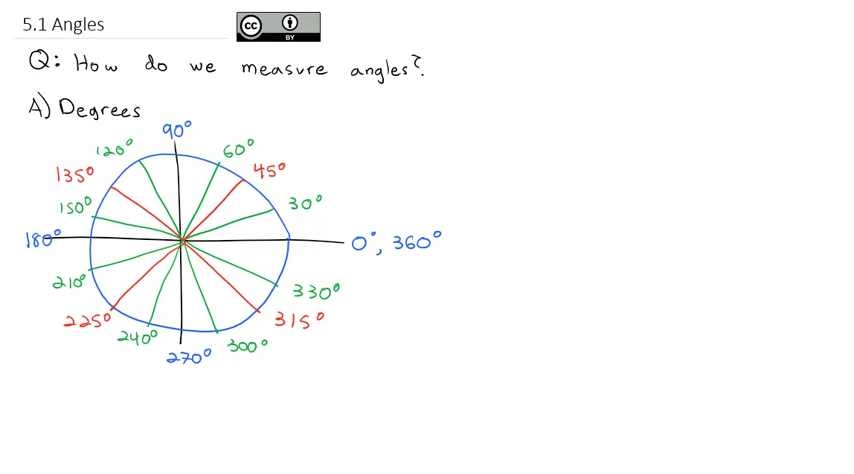 5.1 Angles
cc BY
Q: How do we measure angles?
A) Degrees
90°
120° 60°
135° 45°
150° 30°
180° 0°, 360°
210° 330°
225° 315°
240° 300°
270°